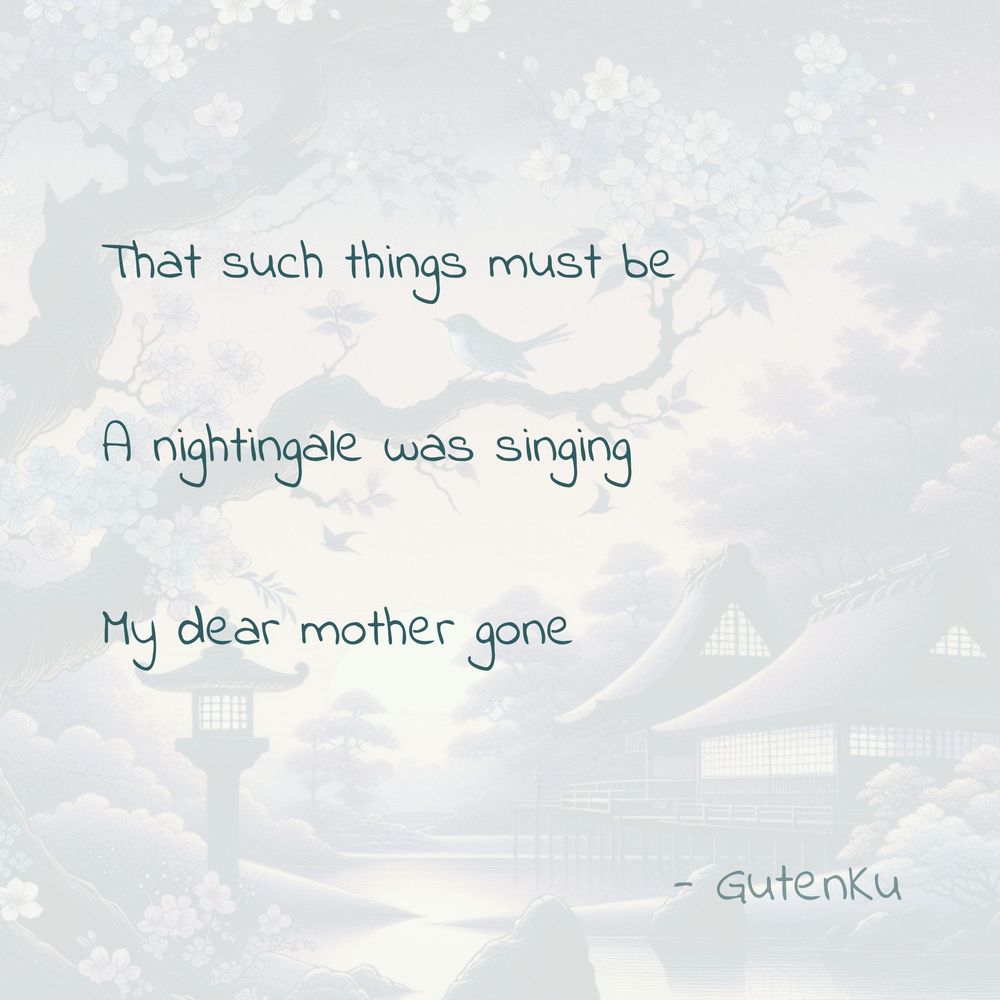 That such things must be
A nightingale was singing
My dear mother gone
- GutenKu